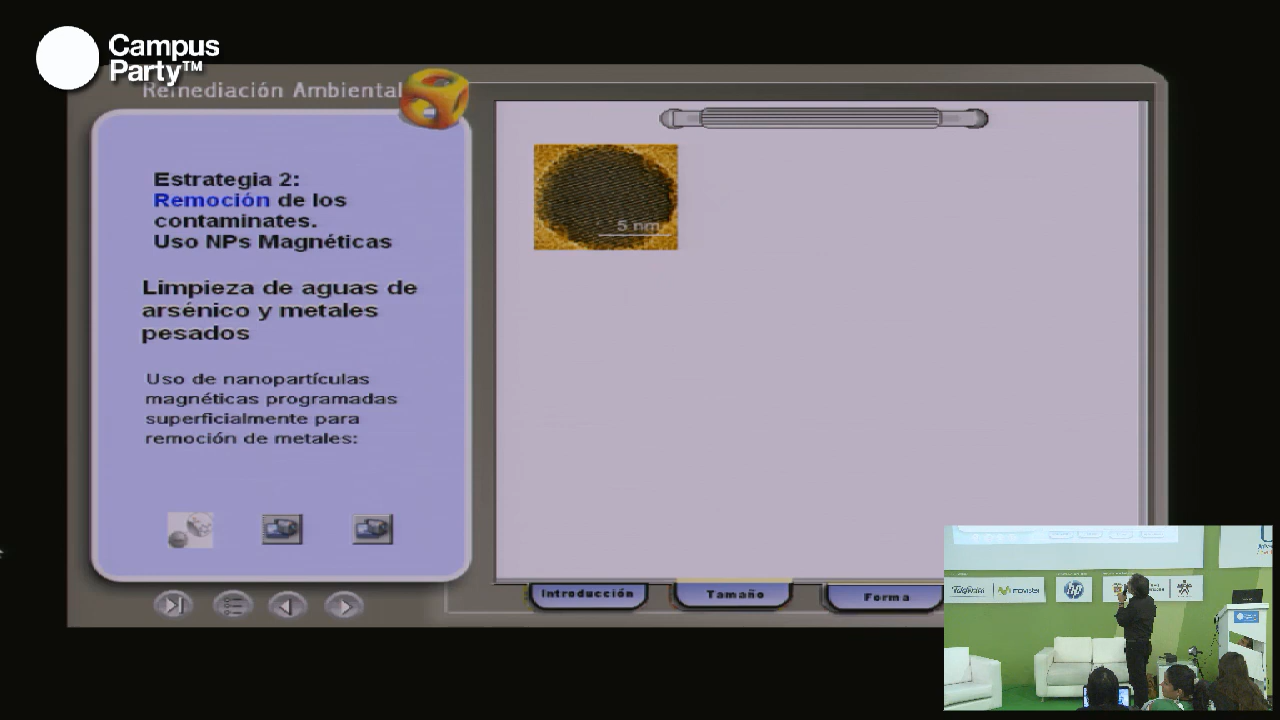 Campus
Party™
Remediación Ambiental
Estrategia 2:
Remoción de los
contaminates.
Uso NPs Magnéticas
Limpieza de aguas de
arsénico y metales
pesados
Uso de nanopartículas
magnéticas programadas
superficialmente para
remoción de metales:
5 nm
Introducción
Tamaño
Forma
Telefónica
movistar
hp